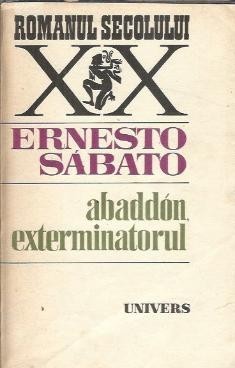 ROMANUL SECOLULUI
XX
ERNESTO
SÁBATO
abaddón,
exterminatorul
UNIVERS